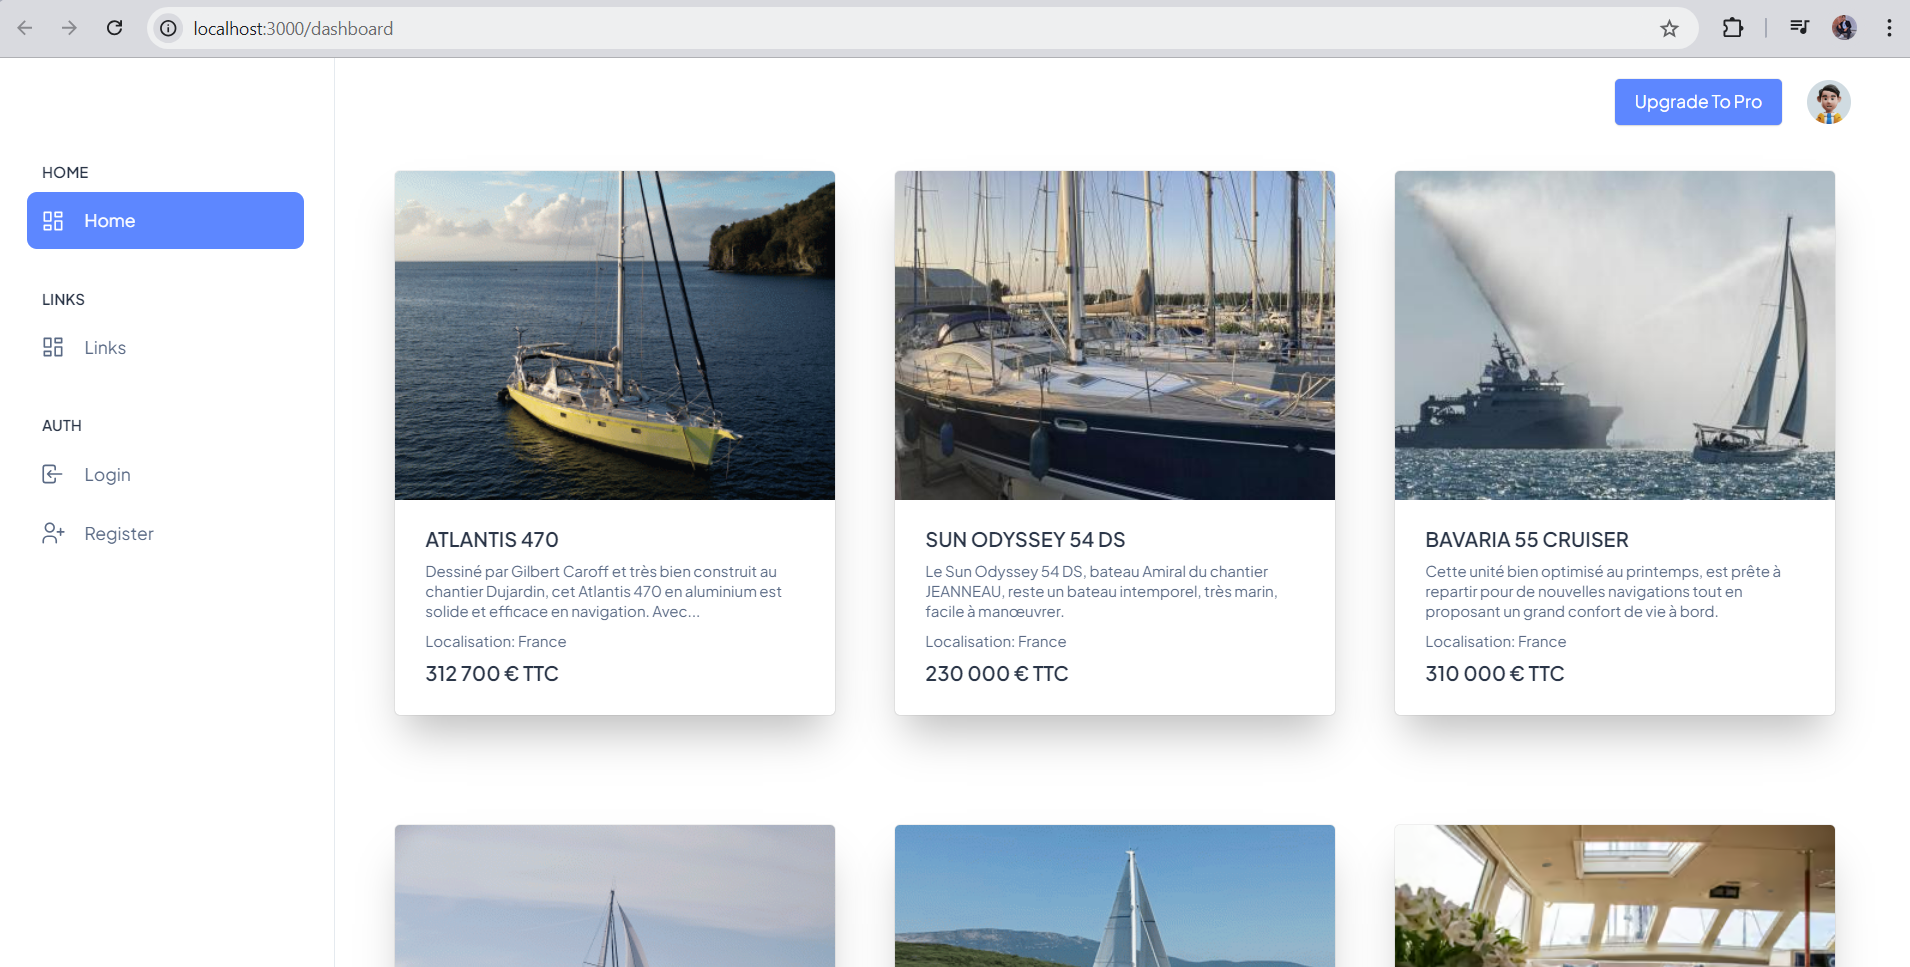 localhost:3000/dashboard
Upgrade To Pro
HOME
Home
LINKS
Links
AUTH
Login
Register
ATLANTIS 470
Dessiné par Gilbert Caroff et très bien construit au
chantier Dujardin, cet Atlantis 470 en aluminium est
solide et efficace en navigation. Avec...
Localisation: France
312 700 € TTC
SUN ODYSSEY 54 DS
Le Sun Odyssey 54 DS, bateau Amiral du chantier
JEANNEAU, reste un bateau intemporel, très marin,
facile à manœuvrer.
Localisation: France
230 000 € TTC
BAVARIA 55 CRUISER
Cette unité bien optimisé au printemps, est prête à
repartir pour de nouvelles navigations tout en
proposant un grand confort de vie à bord.
Localisation: France
310 000 € TTC